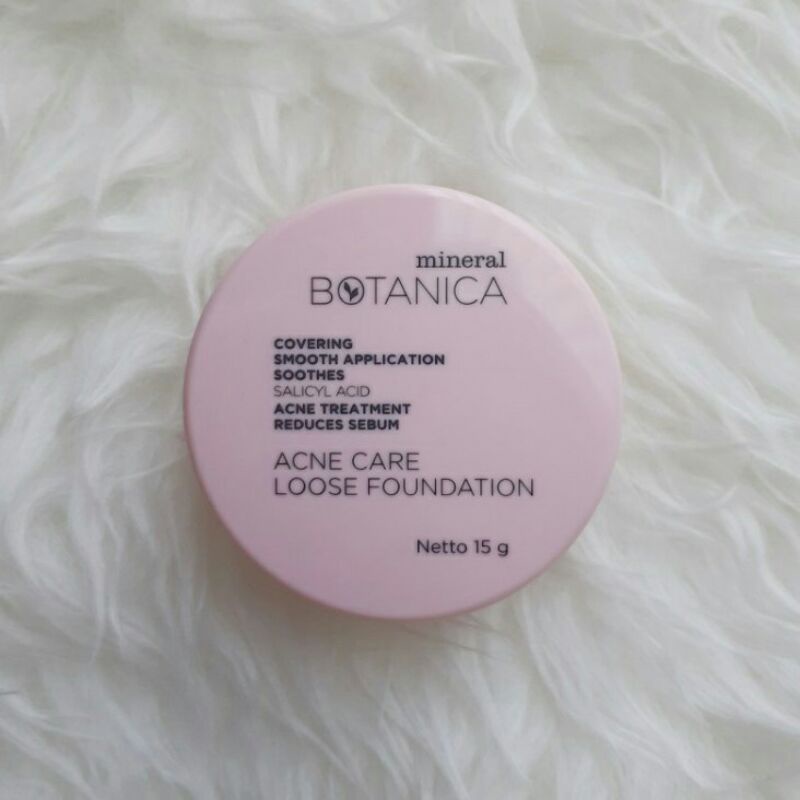 mineral
BOTANICA
COVERING
SMOOTH APPLICATION
SOOTHES
SALICYL ACID
ACNE TREATMENT
REDUCES SEBUM
ACNE CARE
LOOSE FOUNDATION
Netto 15 g